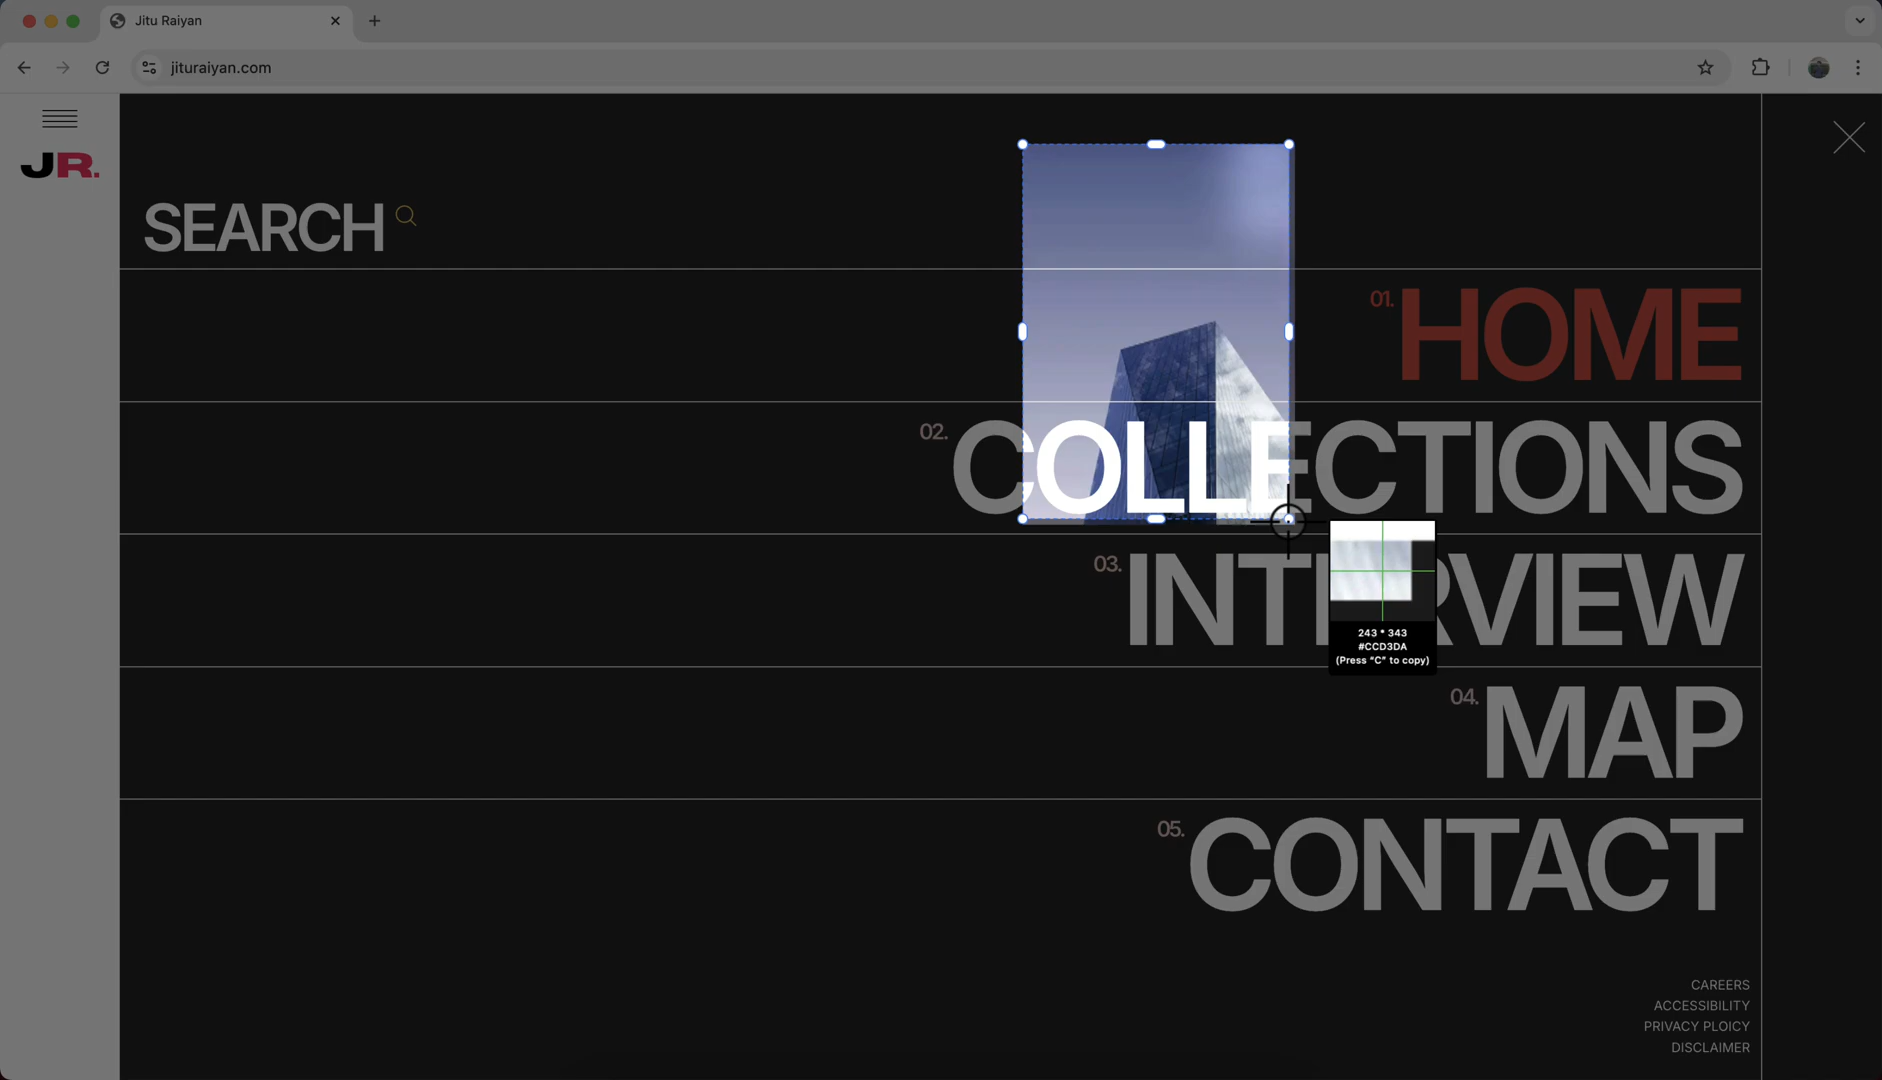 Jitu Raiyan
jituraiyan.com
JR.
SEARCH
01. HOME
02. COLLECTIONS
03. INTERVIEW
04. MAP
05. CONTACT
243 * 343
#CCD3DA
(Press "C" to copy)
CAREERS
ACCESSIBILITY
PRIVACY PLOICY
DISCLAIMER